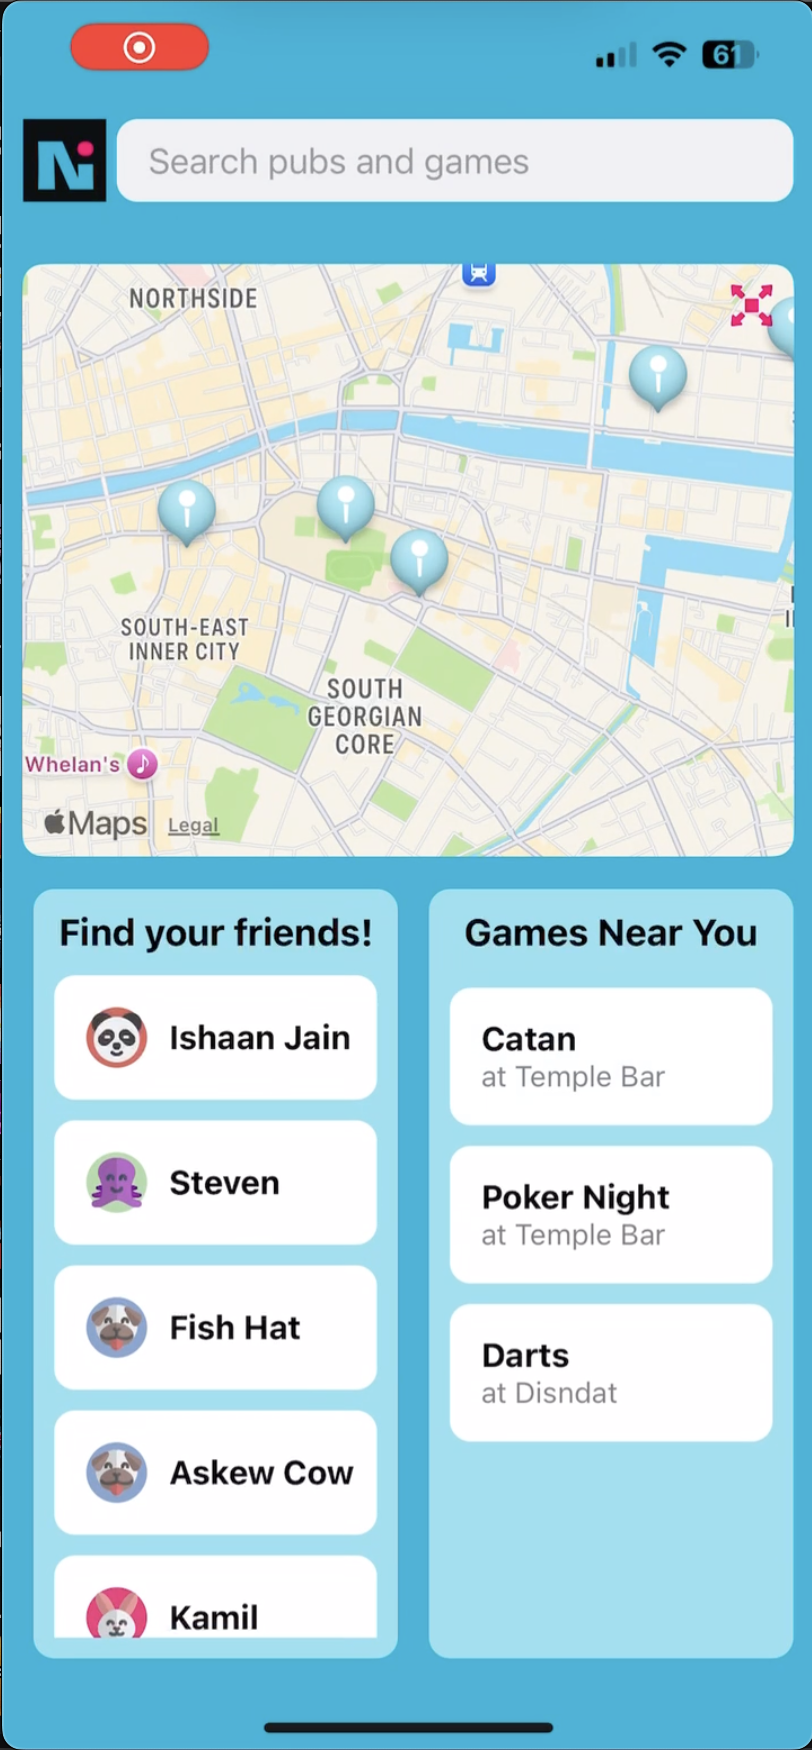 61
N
Search pubs and games
NORTHSIDE
SOUTH-EAST
INNER CITY
SOUTH
GEORGIAN
CORE
Whelan's
Maps
Legal
Find your friends!
Ishaan Jain
Steven
Fish Hat
Askew Cow
Kamil
Games Near You
Catan
at Temple Bar
Poker Night
at Temple Bar
Darts
at Disndat